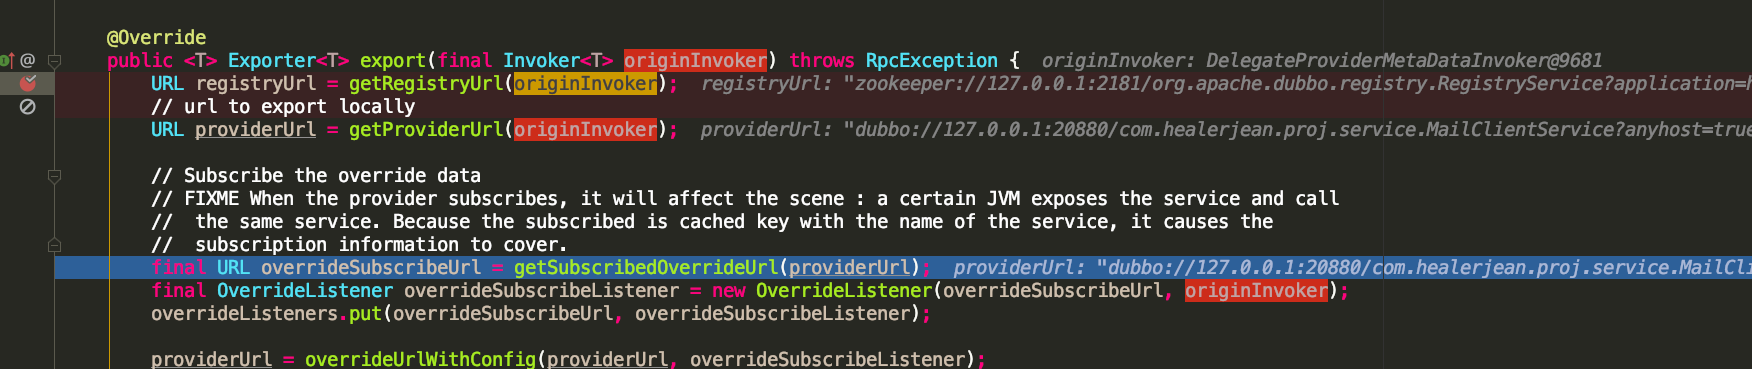 @Override
public <T> Exporter<T> export(final Invoker<T> originInvoker) throws RpcException { originInvoker: DelegateProviderMetaDataInvoker@9681
URL registryUrl = getRegistryUrl(originInvoker); registryUrl: "zookeeper://127.0.0.1:2181/org.apache.dubbo.registry.RegistryService?application=h
// url to export locally
URL providerUrl = getProviderUrl(originInvoker); providerUrl: "dubbo://127.0.0.1:20880/com.healerjean.proj.service.MailClientService?anyhost=true
// Subscribe the override data
// FIXME When the provider subscribes, it will affect the scene : a certain JVM exposes the service and call
//  the same service. Because the subscribed is cached key with the name of the service, it causes the
//  subscription information to cover.
final URL overrideSubscribeUrl = getSubscribedOverrideUrl(providerUrl); providerUrl: "dubbo://127.0.0.1:20880/com.healerjean.proj.service.MailCli
final OverrideListener overrideSubscribeListener = new OverrideListener(overrideSubscribeUrl, originInvoker);
overrideListeners.put(overrideSubscribeUrl, overrideSubscribeListener);
providerUrl = overrideUrlWithConfig(providerUrl, overrideSubscribeListener);